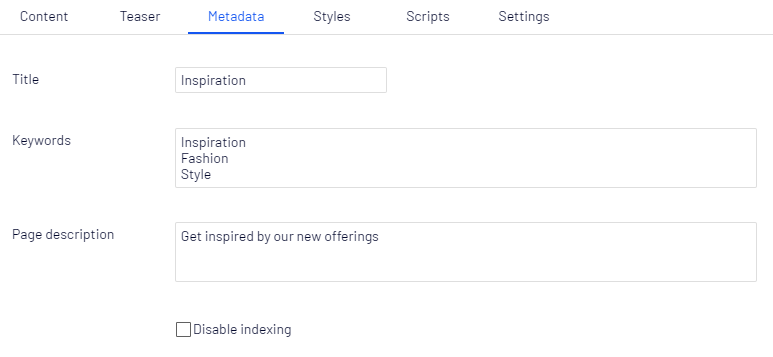 Content Teaser Metadata Styles Scripts Settings
Title Inspiration
Keywords Inspiration
Fashion
Style
Page description Get inspired by our new offerings
Disable indexing